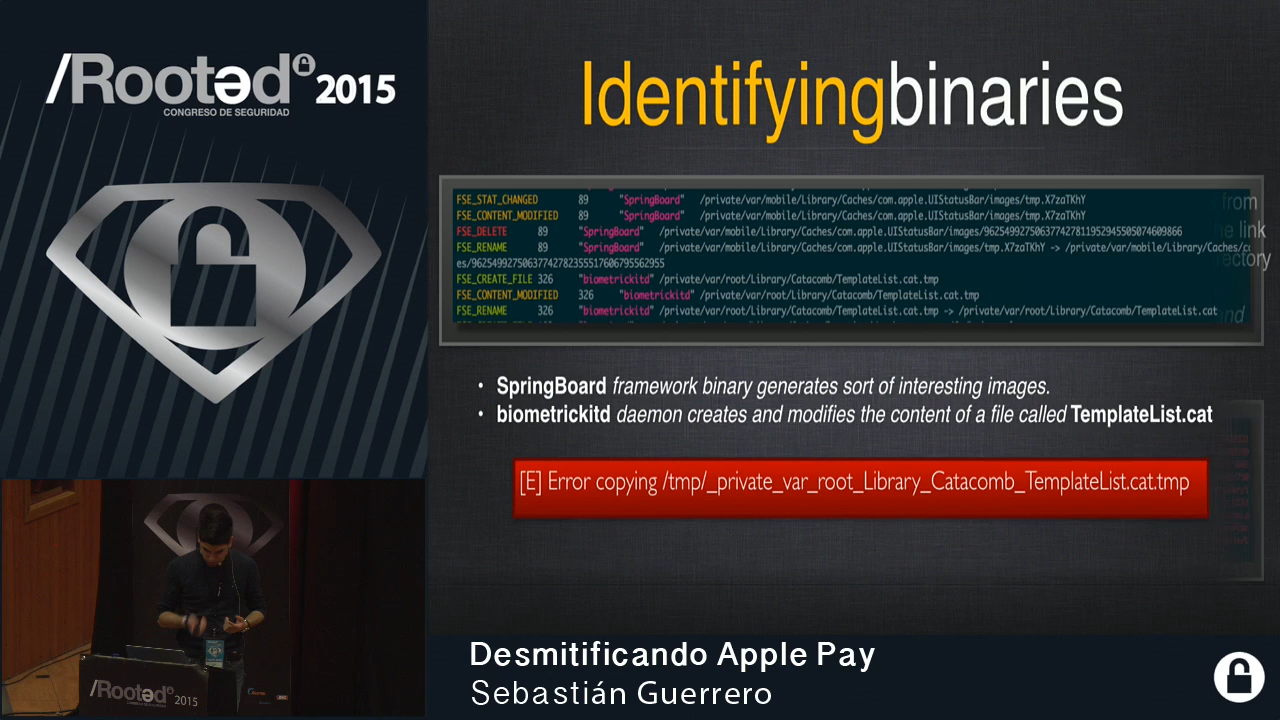 /Rootəd 2015
CONGRESO DE SEGURIDAD
Identifyingbinaries
FSE_STAT_CHANGED 89 "SpringBoard" /private/var/mobile/Library/Caches/com.apple.UIStatusBar/images/tmp.X7zaTKhY
FSE_CONTENT_MODIFIED 89 "SpringBoard" /private/var/mobile/Library/Caches/com.apple.UIStatusBar/images/tmp.X7zaTKhY
FSE_DELETE 89 "SpringBoard" /private/var/mobile/Library/Caches/com.apple.UIStatusBar/images/9625499275063774278119529455050746098​66
FSE_RENAME 89 "SpringBoard" /private/var/mobile/Library/Caches/com.apple.UIStatusBar/images/tmp.X7zaTKhY -> /private/var/mobile/Library/Caches/co
es/9625499275063774278235551760679556​2955
FSE_CREATE_FILE 326 "biometrickitd" /private/var/root/Library/Catacomb/TemplateList.cat.tmp
FSE_CONTENT_MODIFIED 326 "biometrickitd" /private/var/root/Library/Catacomb/TemplateList.cat.tmp
FSE_RENAME 326 "biometrickitd" /private/var/root/Library/Catacomb/TemplateList.cat.tmp -> /private/var/root/Library/Catacomb/TemplateList.cat
from
link
• SpringBoard framework binary generates sort of interesting images.
• biometrickitd daemon creates and modifies the content of a file called TemplateList.cat
[E] Error copying /tmp/_private_var_root_Library_Catacomb_TemplateList.cat.tmp
/Rootəd 2015
Desmitificando Apple Pay
Sebastián Guerrero